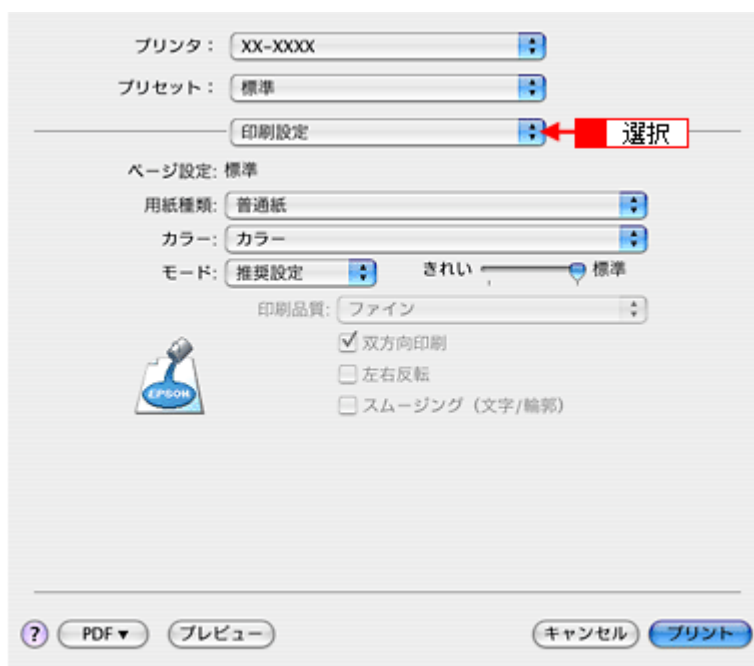 プリンタ： XX-XXXX
プリセット： 標準
印刷設定 選択
ページ設定: 標準
用紙種類: 普通紙
カラー: カラー
モード: 推奨設定 きれい 標準
印刷品質: ファイン
双方向印刷
左右反転
スムージング（文字/輪郭）
EPSON
? PDF▼ プレビュー キャンセル プリント